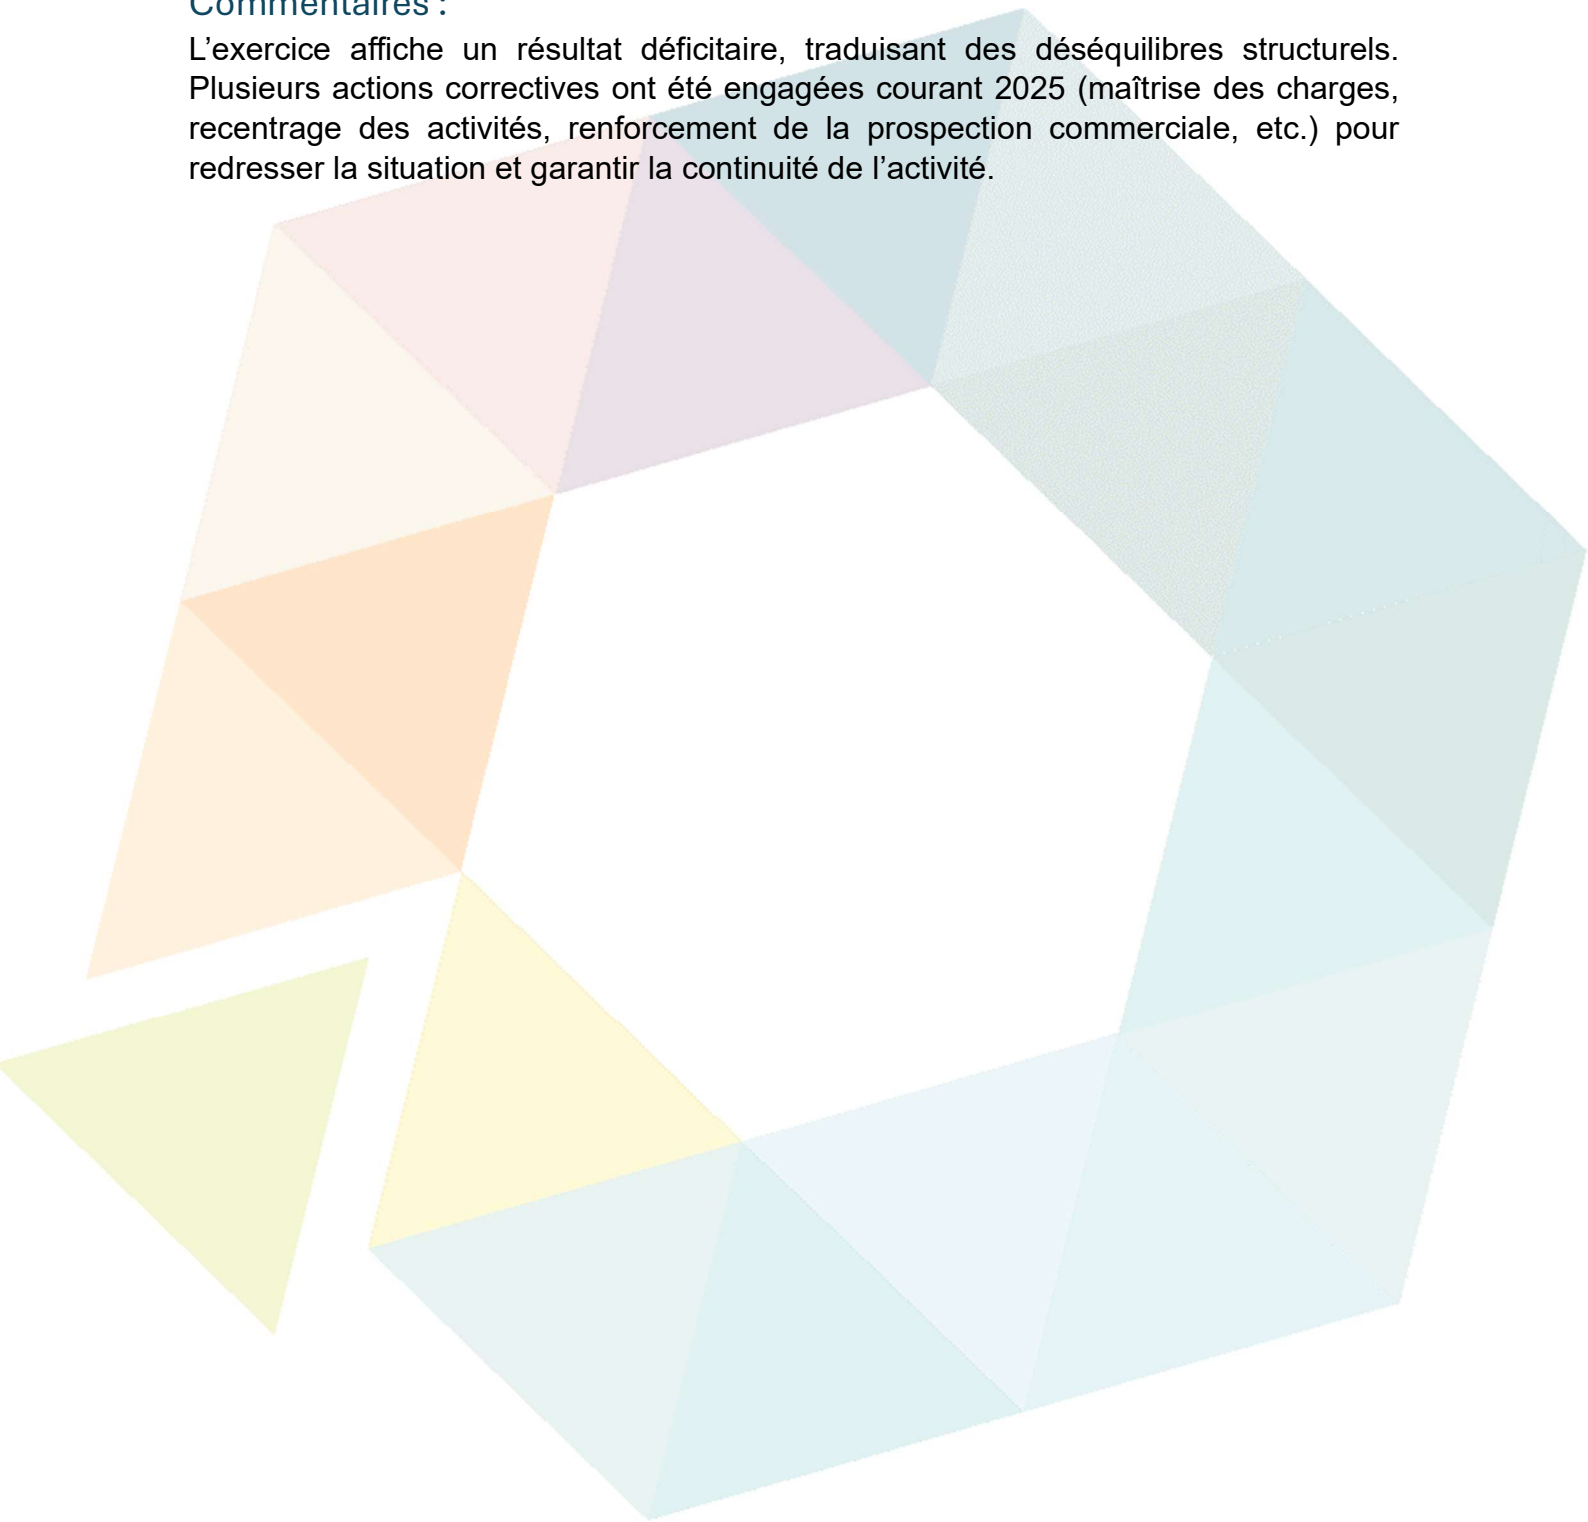 Commentaires :
L’exercice affiche un résultat déficitaire, traduisant des déséquilibres structurels.
Plusieurs actions correctives ont été engagées courant 2025 (maîtrise des charges,
recentrage des activités, renforcement de la prospection commerciale, etc.) pour
redresser la situation et garantir la continuité de l’activité.